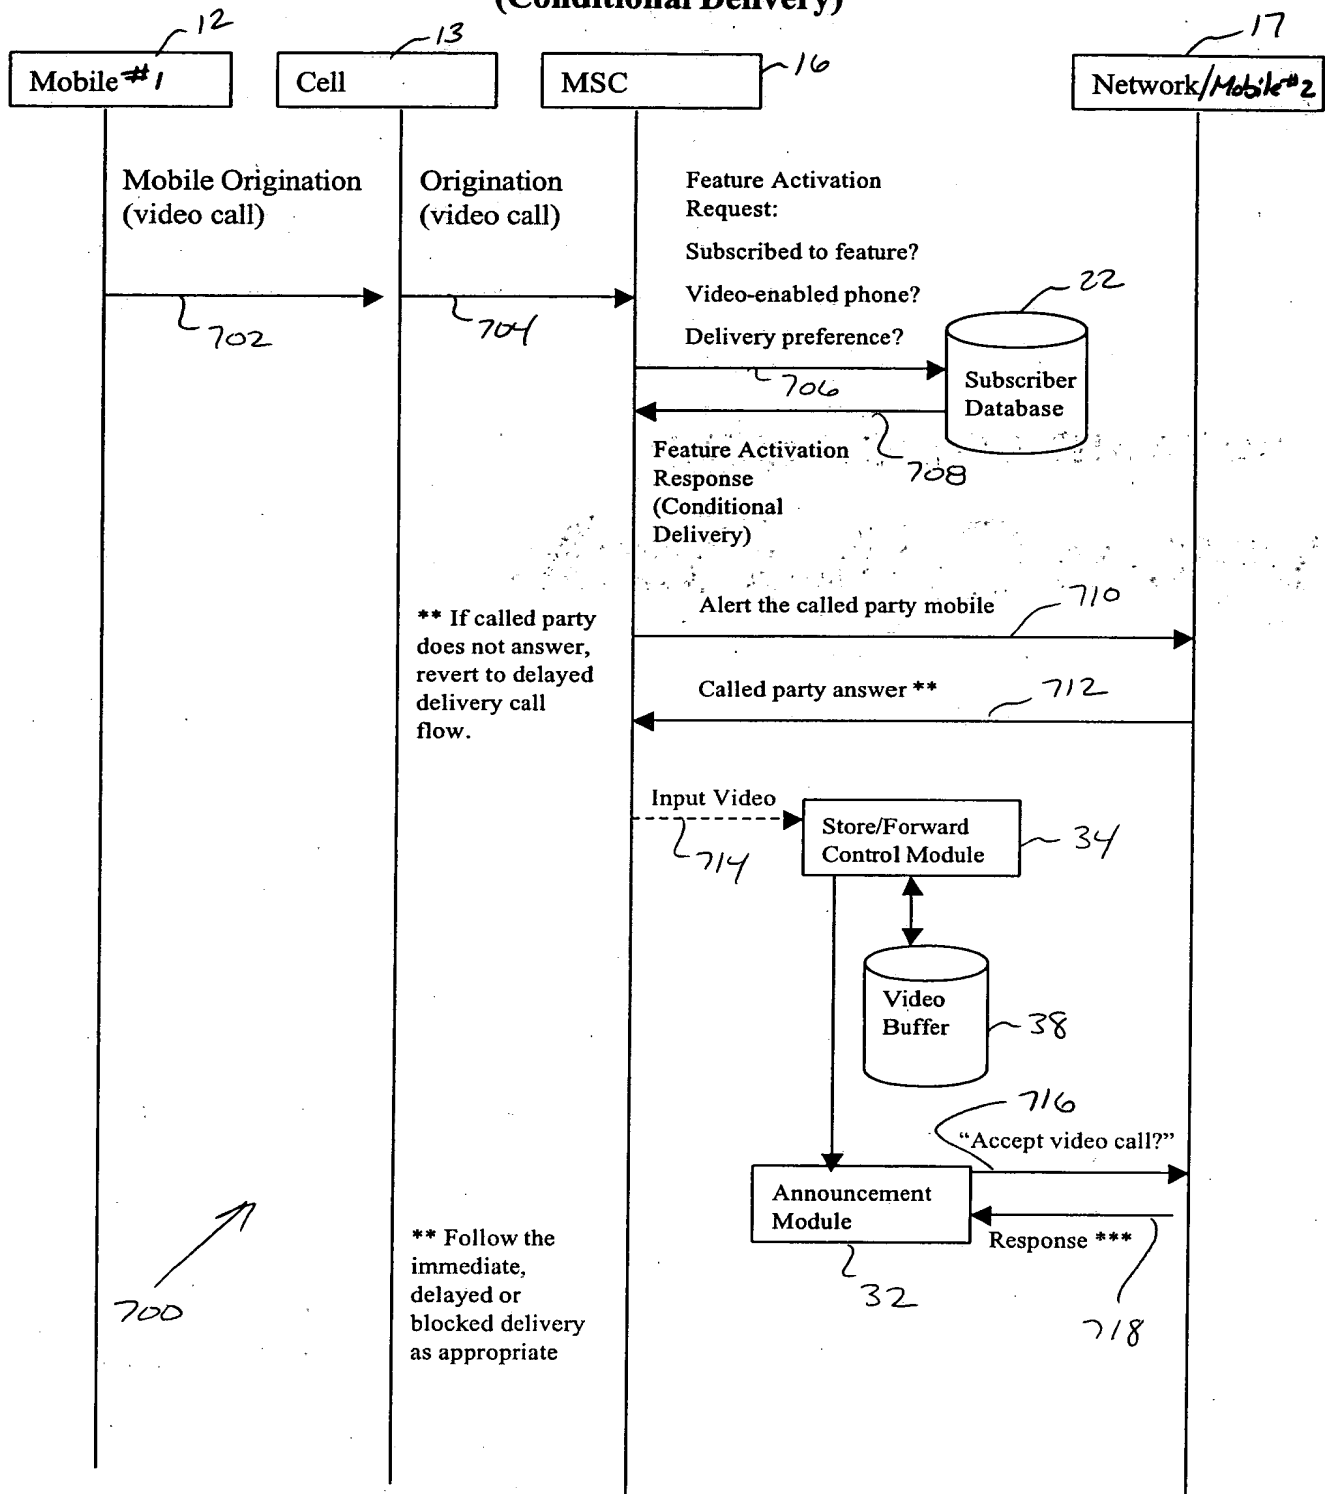 (Conditional Delivery)
12
13
16
17
Mobile #1
Cell
MSC
Network/Mobile#2
Mobile Origination
(video call)
Origination
(video call)
Feature Activation
Request:
Subscribed to feature?
Video-enabled phone?
Delivery preference?
22
702
704
706
Subscriber
Database
708
Feature Activation
Response
(Conditional
Delivery)
Alert the called party mobile
710
** If called party
does not answer,
revert to delayed
delivery call
flow.
Called party answer **
712
Input Video
714
Store/Forward
Control Module
34
Video
Buffer
38
716
"Accept video call?"
Announcement
Module
32
Response ***
718
** Follow the
immediate,
delayed or
blocked delivery
as appropriate
700